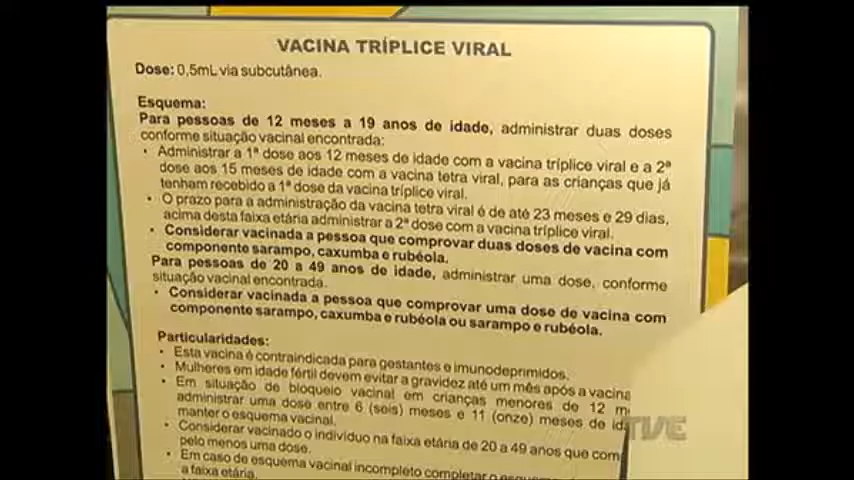 VACINA TRÍPLICE VIRAL
Dose: 0,5mL via subcutânea.
Esquema:
Para pessoas de 12 meses a 19 anos de idade, administrar duas doses
conforme situação vacinal encontrada:
• Administrar a 1ª dose aos 12 meses de idade com a vacina tríplice viral e a 2ª
dose aos 15 meses de idade com a vacina tetra viral, para as crianças que já
tenham recebido a 1ª dose da vacina tríplice viral.
• O prazo para a administração da vacina tetra viral é de até 23 meses e 29 dias,
acima desta faixa etária administrar a 2ª dose com a vacina tríplice viral.
• Considerar vacinada a pessoa que comprovar duas doses de vacina com
componente sarampo, caxumba e rubéola.
Para pessoas de 20 a 49 anos de idade, administrar uma dose, conforme
situação vacinal encontrada.
• Considerar vacinada a pessoa que comprovar uma dose de vacina com
componente sarampo, caxumba e rubéola ou sarampo e rubéola.
Particularidades:
• Esta vacina é contraindicada para gestantes e imunodeprimidos.
• Mulheres em idade fértil devem evitar a gravidez até um mês após a vacina
• Em situação de bloqueio vacinal em crianças menores de 12 m
administrar uma dose entre 6 (seis) meses e 11 (onze) meses de ida
manter o esquema vacinal.
• Considerar vacinado o indivíduo na faixa etária de 20 a 49 anos que com
pelo menos uma dose.
• Em caso de esquema vacinal incompleto completar o
a faixa etária.
TVE